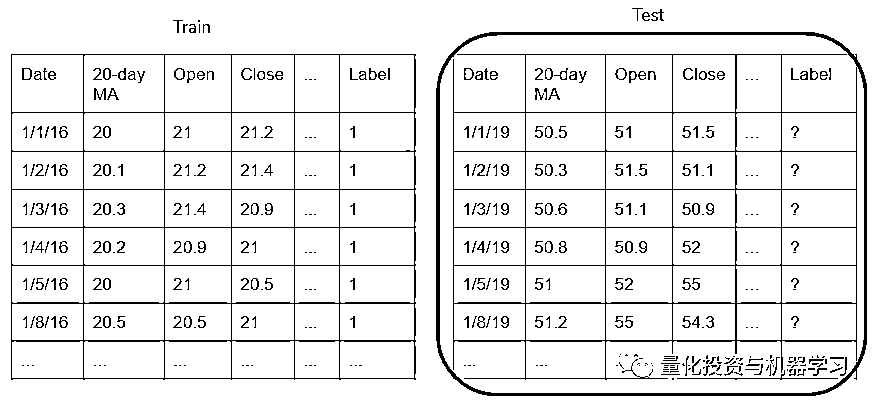 Train
Date 20-day MA Open Close ... Label
1/1/16 20 21 21.2 ... 1
1/2/16 20.1 21.2 21.4 ... 1
1/3/16 20.3 21.4 20.9 ... 1
1/4/16 20.2 20.9 21 ... 1
1/5/16 20 21 20.5 ... 1
1/8/16 20.5 20.5 21 ... 1
... ... ... ... ... ...
Test
Date 20-day MA Open Close ... Label
1/1/19 50.5 51 51.5 ... ?
1/2/19 50.3 51.5 51.1 ... ?
1/3/19 50.6 51.1 50.9 ... ?
1/4/19 50.8 50.9 52 ... ?
1/5/19 51 52 55 ... ?
1/8/19 51.2 55 54.3 ... ?
... ...
量化投资与机器学习